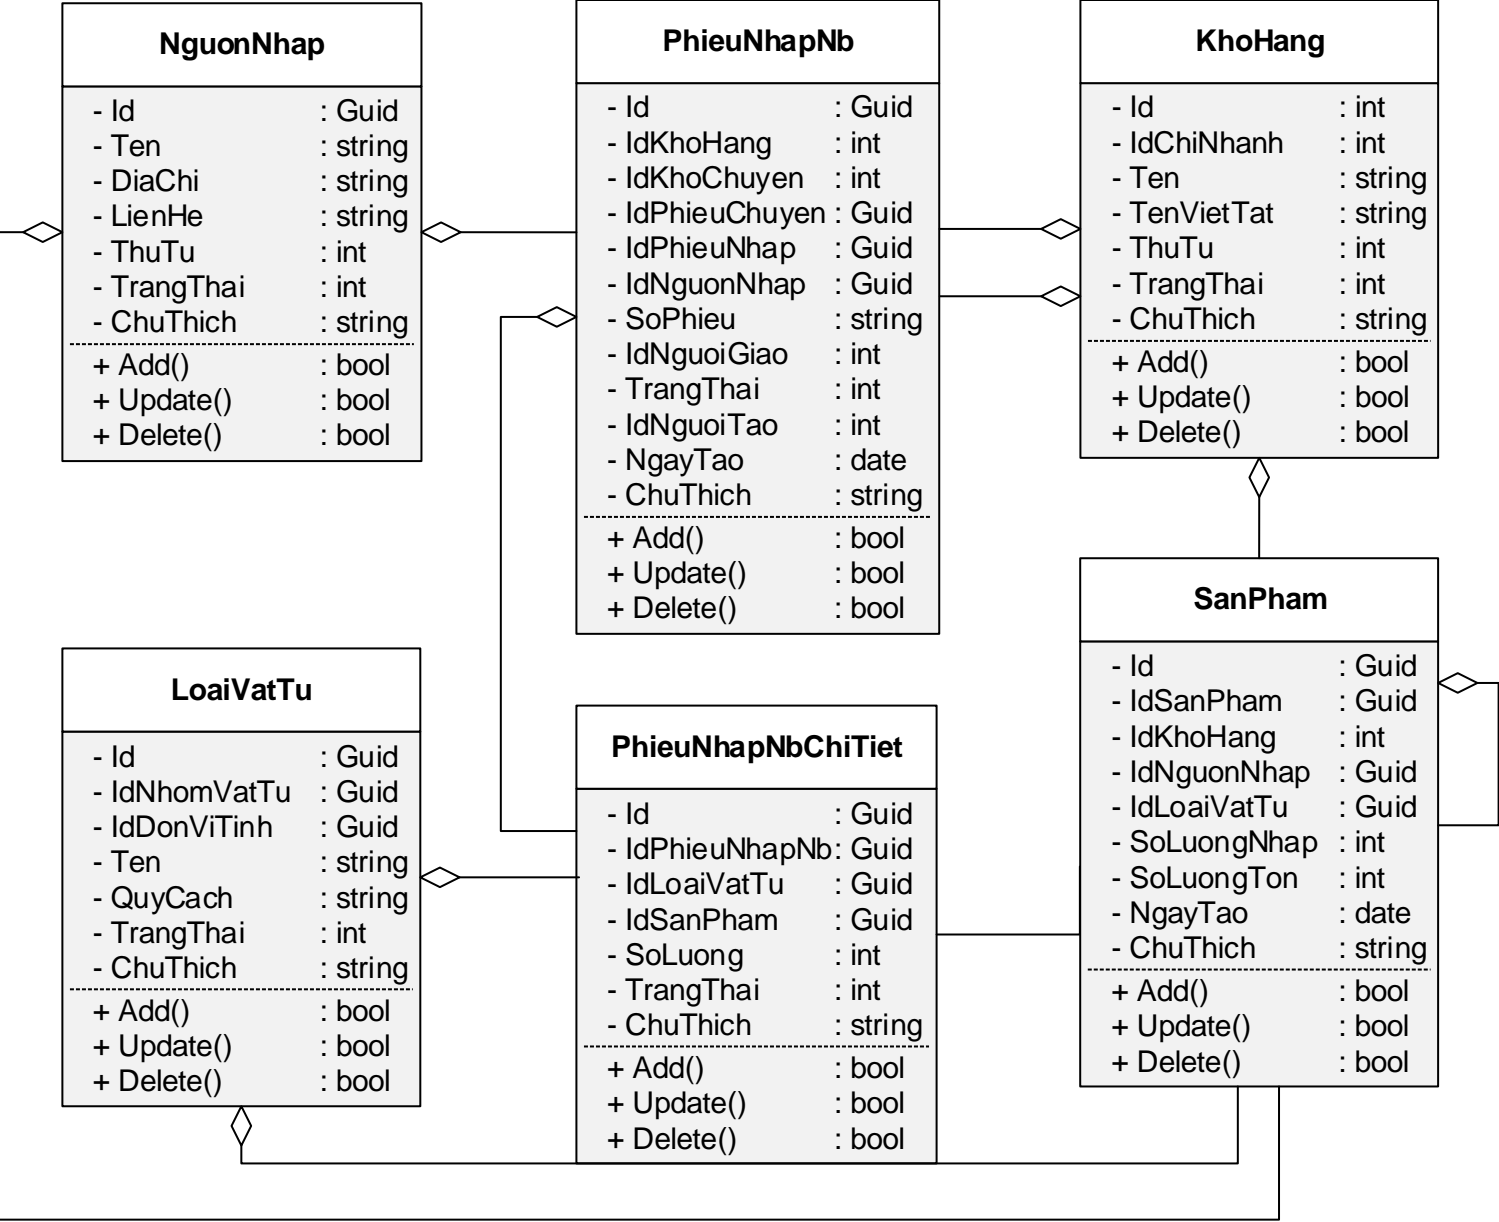 NguonNhap
- Id : Guid
- Ten : string
- DiaChi : string
- LienHe : string
- ThuTu : int
- TrangThai : int
- ChuThich : string
+ Add() : bool
+ Update() : bool
+ Delete() : bool
PhieuNhapNb
- Id : Guid
- IdKhoHang : int
- IdKhoChuyen : int
- IdPhieuChuyen : Guid
- IdPhieuNhap : Guid
- IdNguonNhap : Guid
- SoPhieu : string
- IdNguoiGiao : int
- TrangThai : int
- IdNguoiTao : int
- NgayTao : date
- ChuThich : string
+ Add() : bool
+ Update() : bool
+ Delete() : bool
KhoHang
- Id : int
- IdChiNhanh : int
- Ten : string
- TenVietTat : string
- ThuTu : int
- TrangThai : int
- ChuThich : string
+ Add() : bool
+ Update() : bool
+ Delete() : bool
LoaiVatTu
- Id : Guid
- IdNhomVatTu : Guid
- IdDonViTinh : Guid
- Ten : string
- QuyCach : string
- TrangThai : int
- ChuThich : string
+ Add() : bool
+ Update() : bool
+ Delete() : bool
PhieuNhapNbChiTiet
- Id : Guid
- IdPhieuNhapNb : Guid
- IdLoaiVatTu : Guid
- IdSanPham : Guid
- SoLuong : int
- TrangThai : int
- ChuThich : string
+ Add() : bool
+ Update() : bool
+ Delete() : bool
SanPham
- Id : Guid
- IdSanPham : Guid
- IdKhoHang : int
- IdNguonNhap : Guid
- IdLoaiVatTu : Guid
- SoLuongNhap : int
- SoLuongTon : int
- NgayTao : date
- ChuThich : string
+ Add() : bool
+ Update() : bool
+ Delete() : bool